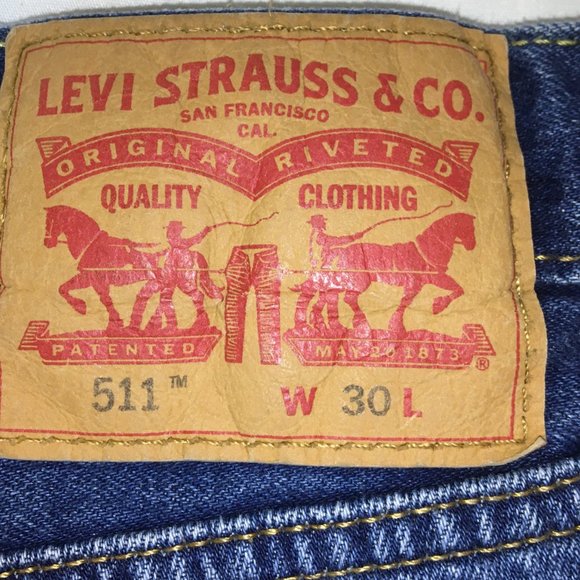 LEVI STRAUSS & CO.
SAN FRANCISCO
CAL.
ORIGINAL RIVETED
QUALITY CLOTHING
PATENTED MAY 20 1873 ®
511™ W 30 L